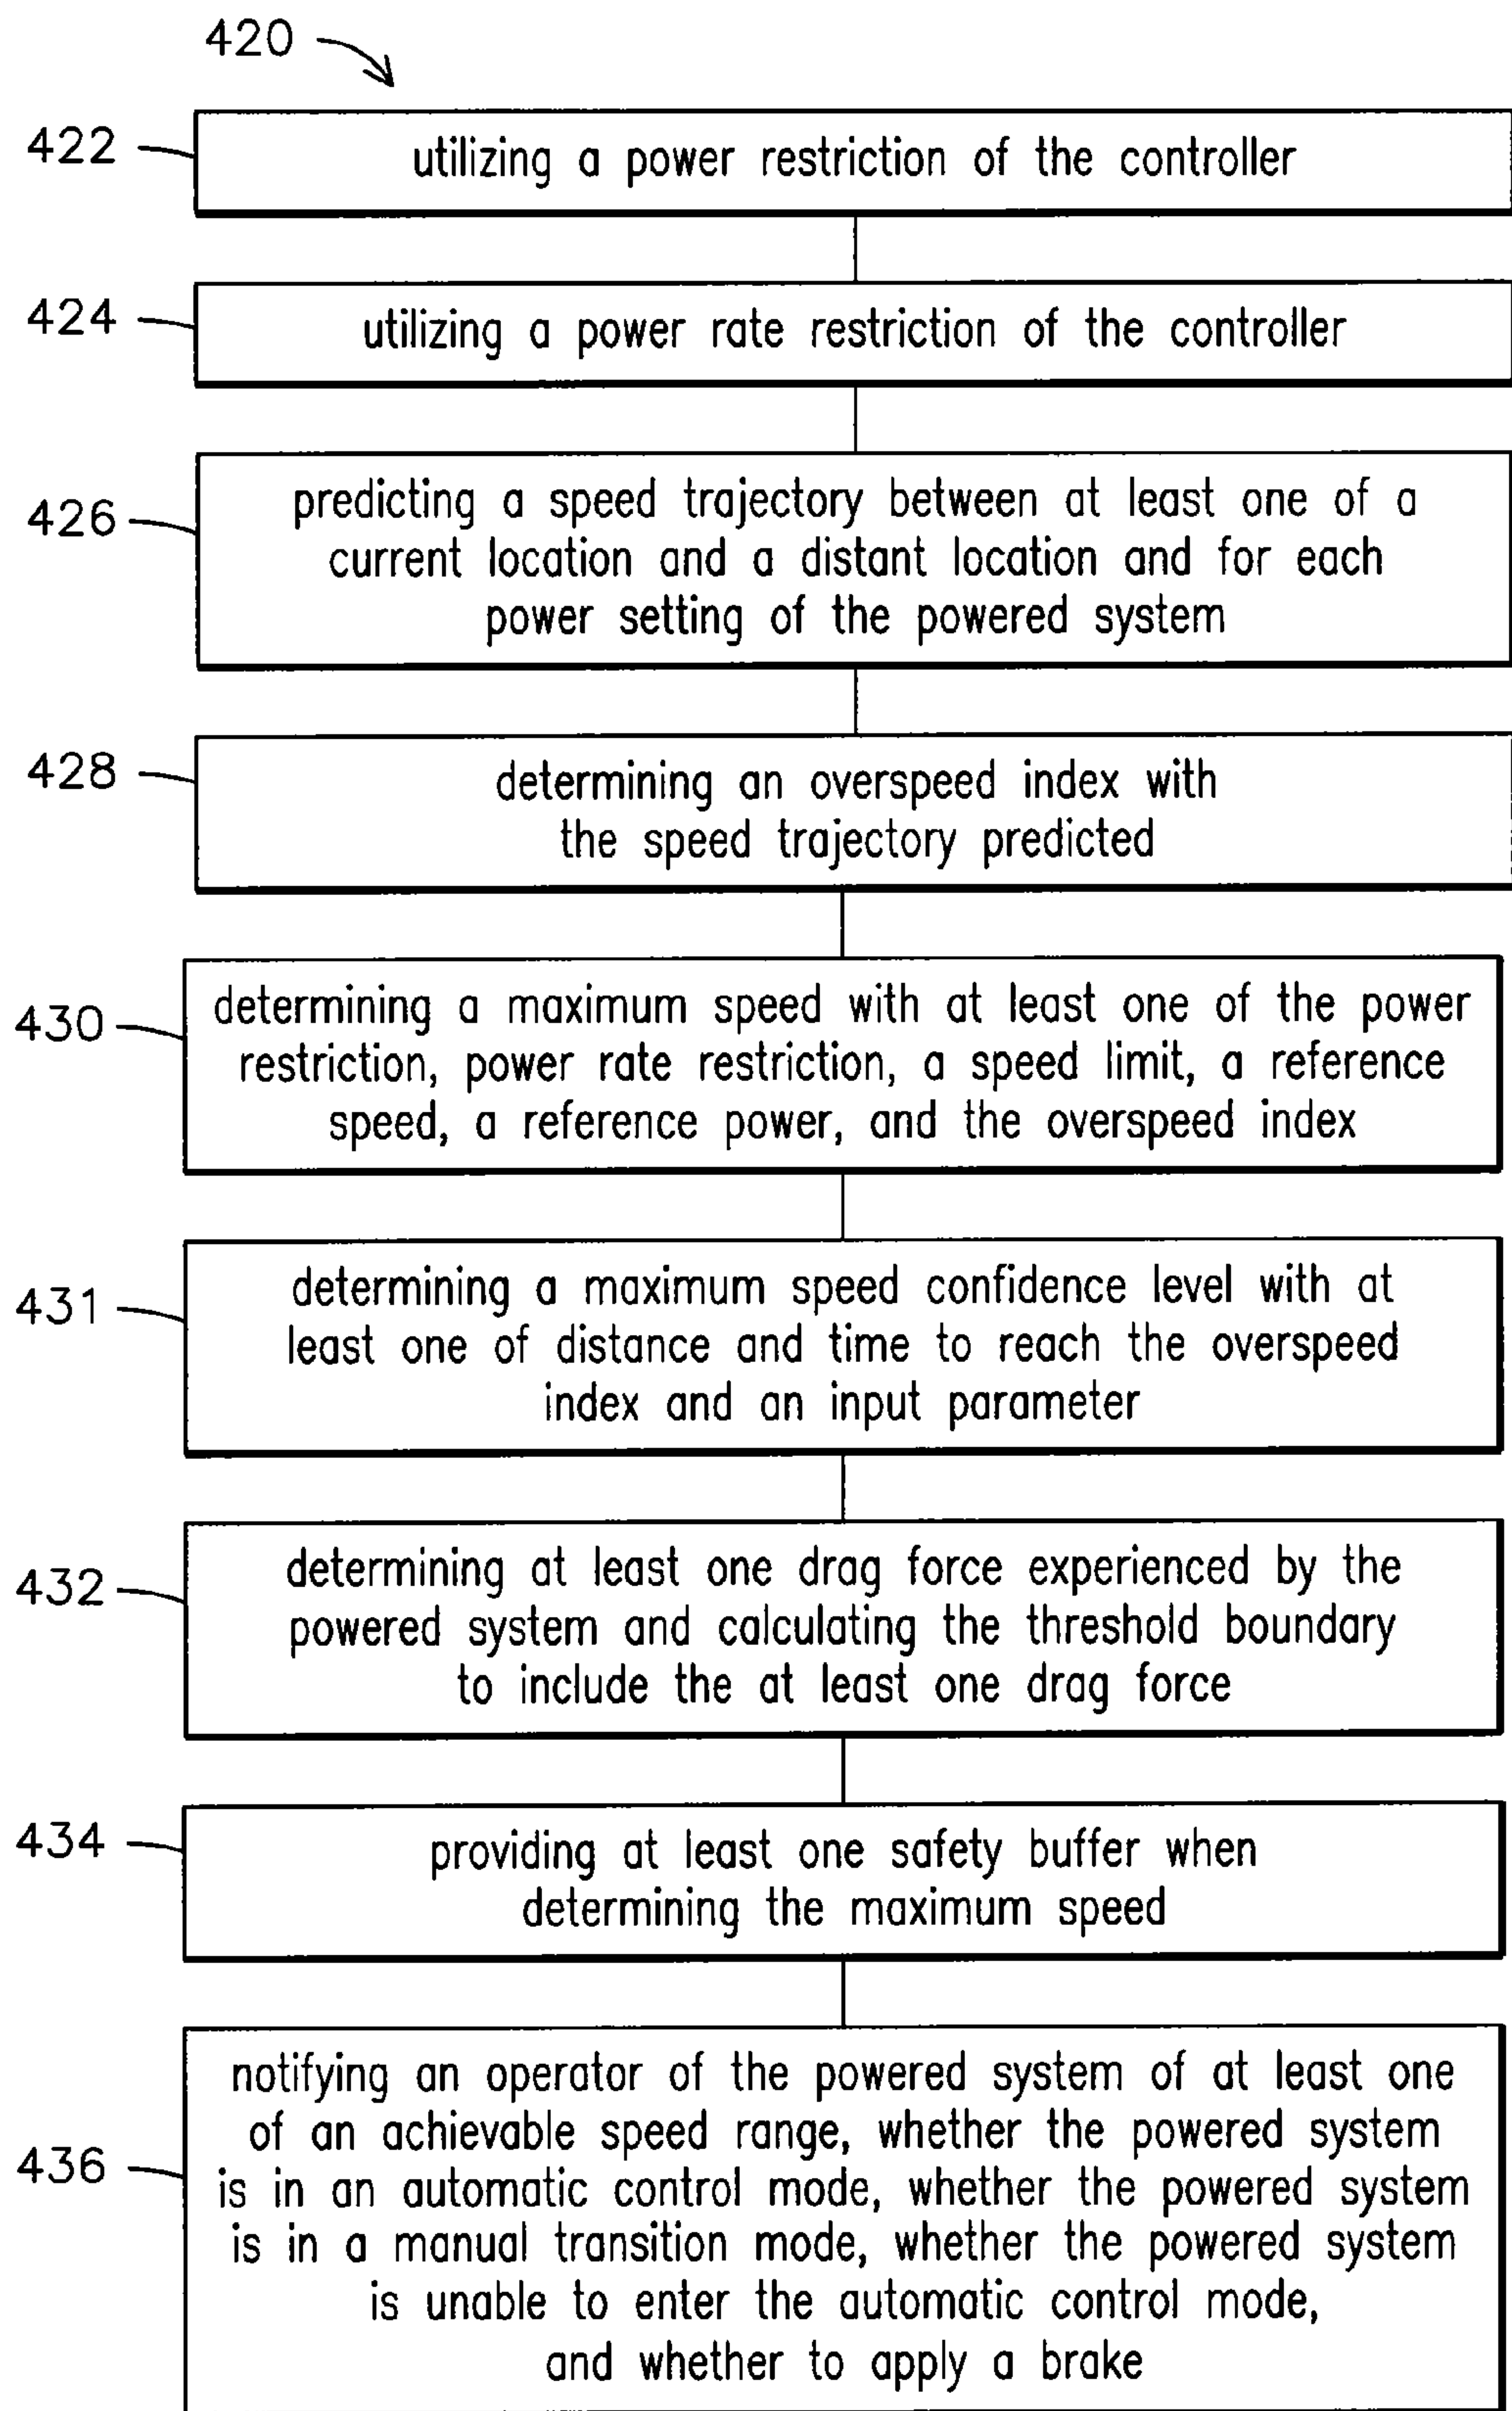 420
422
utilizing a power restriction of the controller
424
utilizing a power rate restriction of the controller
426
predicting a speed trajectory between at least one of a
current location and a distant location and for each
power setting of the powered system
428
determining an overspeed index with
the speed trajectory predicted
430
determining a maximum speed with at least one of the power
restriction, power rate restriction, a speed limit, a reference
speed, a reference power, and the overspeed index
431
determining a maximum speed confidence level with at
least one of distance and time to reach the overspeed
index and an input parameter
432
determining at least one drag force experienced by the
powered system and calculating the threshold boundary
to include the at least one drag force
434
providing at least one safety buffer when
determining the maximum speed
436
notifying an operator of the powered system of at least one
of an achievable speed range, whether the powered system
is in an automatic control mode, whether the powered system
is in a manual transition mode, whether the powered system
is unable to enter the automatic control mode,
and whether to apply a brake